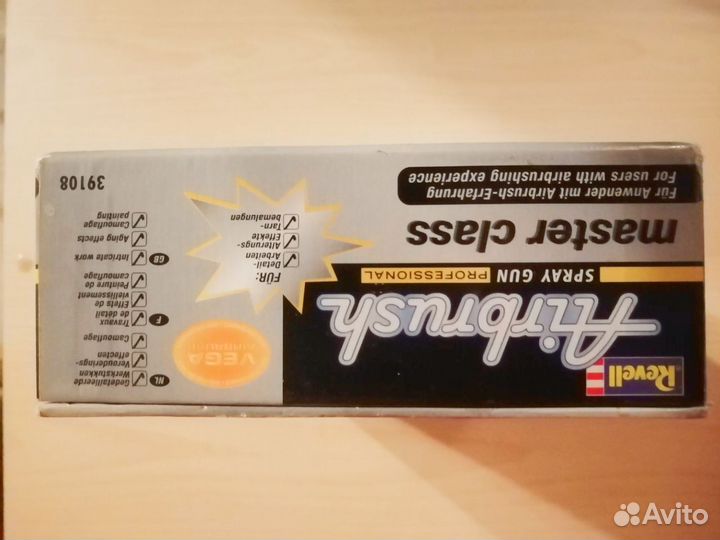 Revell
Airbrush
SPRAY GUN PROFESSIONAL
master class
Für Anwender mit Airbrush-Erfahrung
For users with airbrushing experience
VEGA
FÜR:
Detail-
Arbeiten
Alterungs-
Effekte
Tarn-
bemalungen
NL
Gedetailleerde
Werkstukken
Verouderings-
effecten
Camouflage
F
Travaux
de detail
Effets de
vieillissement
Peinture de
camouflage
GB
Intricate work
Aging effects
Camouflage
painting
39108
Avito